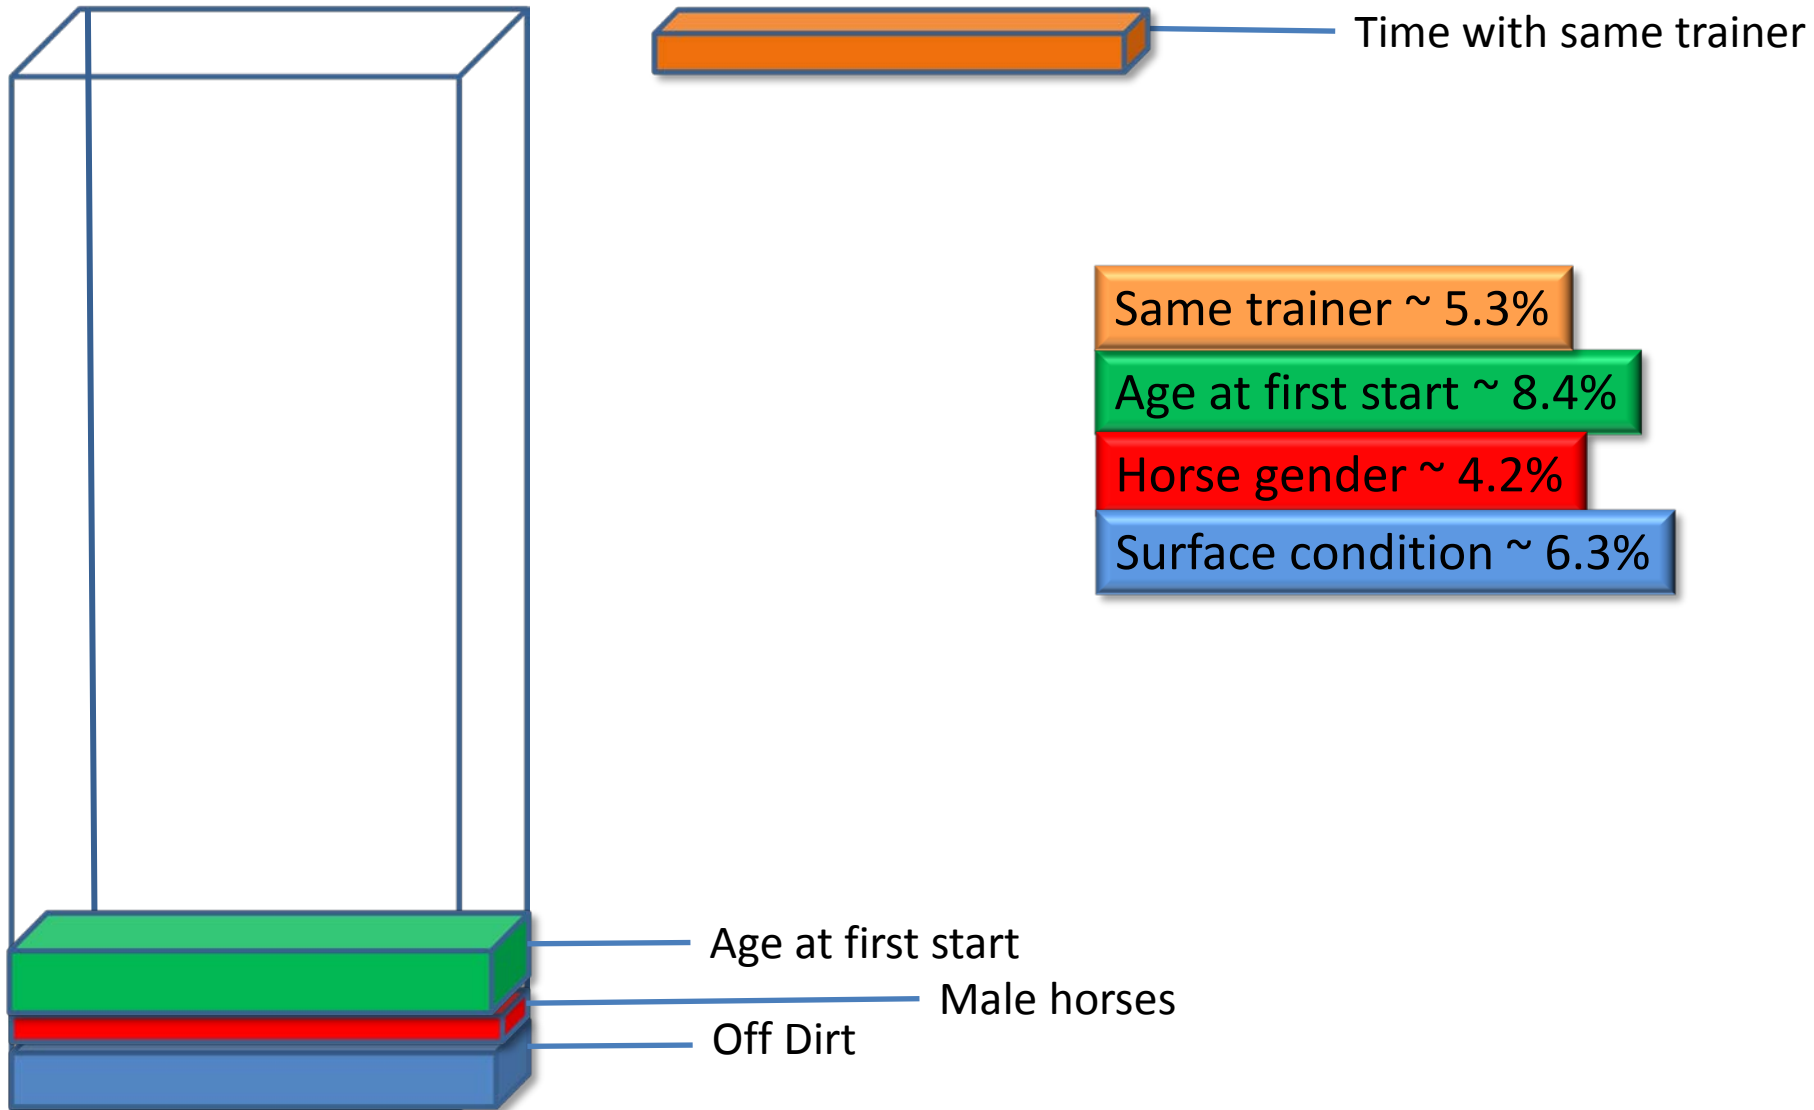 Time with same trainer
Same trainer ~ 5.3%
Age at first start ~ 8.4%
Horse gender ~ 4.2%
Surface condition ~ 6.3%
Age at first start
Male horses
Off Dirt